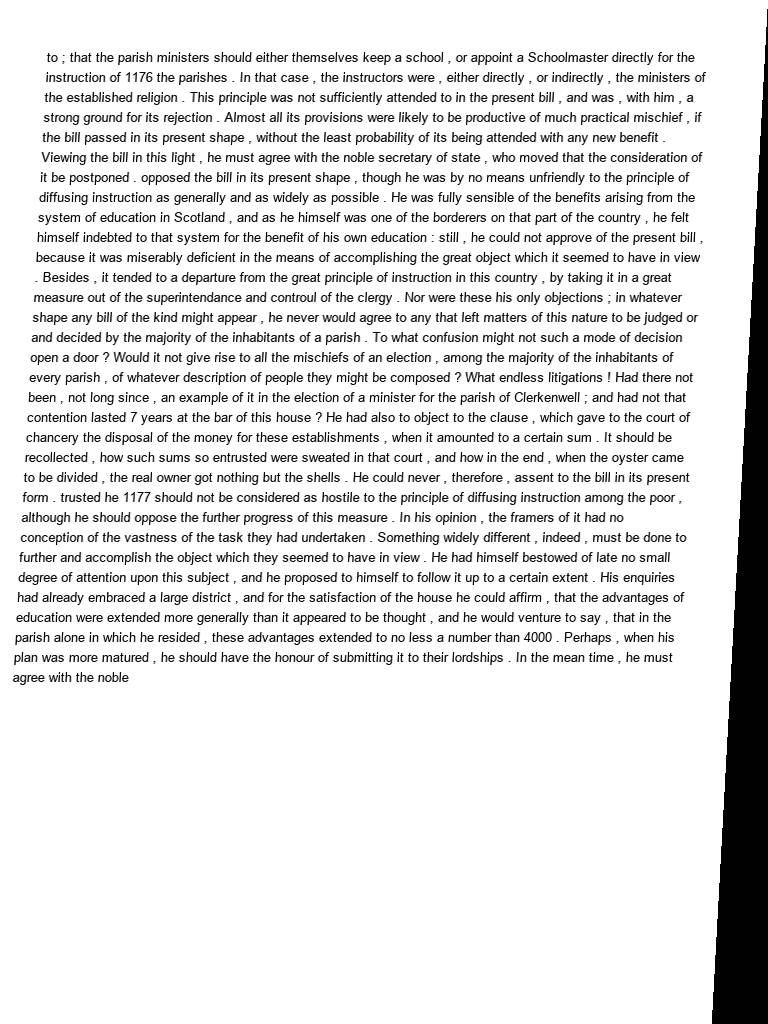 to ; that the parish ministers should either themselves keep a school , or appoint a Schoolmaster directly for the
instruction of 1176 the parishes . In that case , the instructors were , either directly , or indirectly , the ministers of
the established religion . This principle was not sufficiently attended to in the present bill , and was , with him , a
strong ground for its rejection . Almost all its provisions were likely to be productive of much practical mischief , if
the bill passed in its present shape , without the least probability of its being attended with any new benefit .
Viewing the bill in this light , he must agree with the noble secretary of state , who moved that the consideration of
it be postponed . opposed the bill in its present shape , though he was by no means unfriendly to the principle of
diffusing instruction as generally and as widely as possible . He was fully sensible of the benefits arising from the
system of education in Scotland , and as he himself was one of the borderers on that part of the country , he felt
himself indebted to that system for the benefit of his own education : still , he could not approve of the present bill ,
because it was miserably deficient in the means of accomplishing the great object which it seemed to have in view
. Besides , it tended to a departure from the great principle of instruction in this country , by taking it in a great
measure out of the superintendance and controul of the clergy . Nor were these his only objections ; in whatever
shape any bill of the kind might appear , he never would agree to any that left matters of this nature to be judged or
and decided by the majority of the inhabitants of a parish . To what confusion might not such a mode of decision
open a door ? Would it not give rise to all the mischiefs of an election , among the majority of the inhabitants of
every parish , of whatever description of people they might be composed ? What endless litigations ! Had there not
been , not long since , an example of it in the election of a minister for the parish of Clerkenwell ; and had not that
contention lasted 7 years at the bar of this house ? He had also to object to the clause , which gave to the court of
chancery the disposal of the money for these establishments , when it amounted to a certain sum . It should be
recollected , how such sums so entrusted were sweated in that court , and how in the end , when the oyster came
to be divided , the real owner got nothing but the shells . He could never , therefore , assent to the bill in its present
form . trusted he 1177 should not be considered as hostile to the principle of diffusing instruction among the poor ,
although he should oppose the further progress of this measure . In his opinion , the framers of it had no
conception of the vastness of the task they had undertaken . Something widely different , indeed , must be done to
further and accomplish the object which they seemed to have in view . He had himself bestowed of late no small
degree of attention upon this subject , and he proposed to himself to follow it up to a certain extent . His enquiries
had already embraced a large district , and for the satisfaction of the house he could affirm , that the advantages of
education were extended more generally than it appeared to be thought , and he would venture to say , that in the
parish alone in which he resided , these advantages extended to no less a number than 4000 . Perhaps , when his
plan was more matured , he should have the honour of submitting it to their lordships . In the mean time , he must
agree with the noble